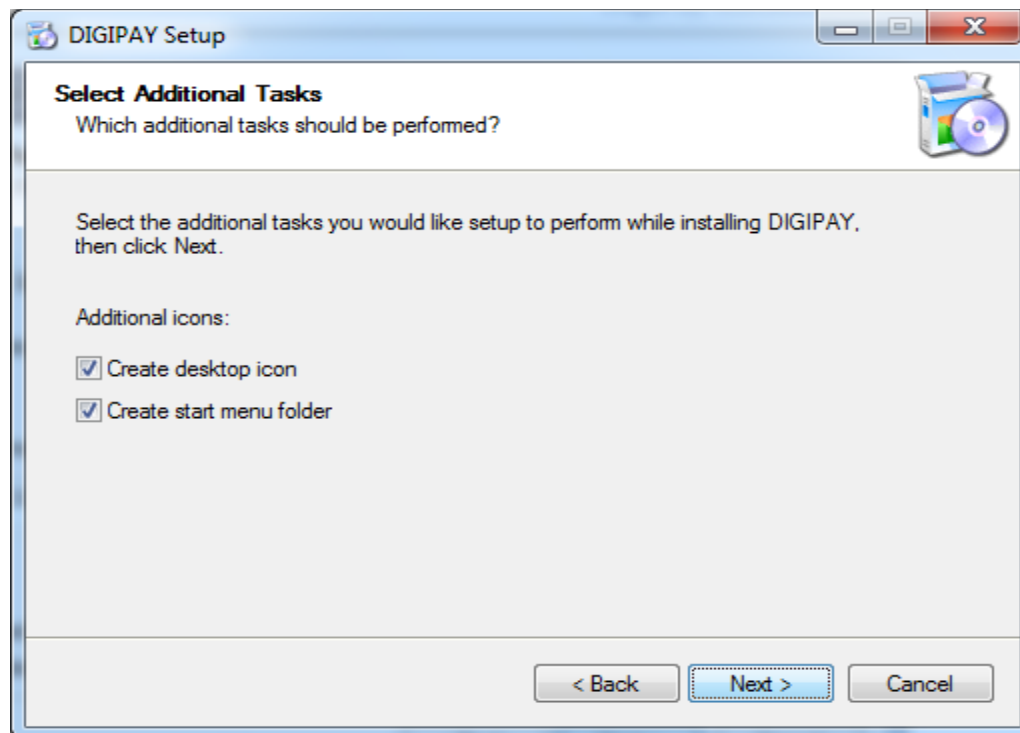 DIGIPAY Setup
Select Additional Tasks
Which additional tasks should be performed?
Select the additional tasks you would like setup to perform while installing DIGIPAY,
then click Next.
Additional icons:
Create desktop icon
Create start menu folder
< Back
Next >
Cancel